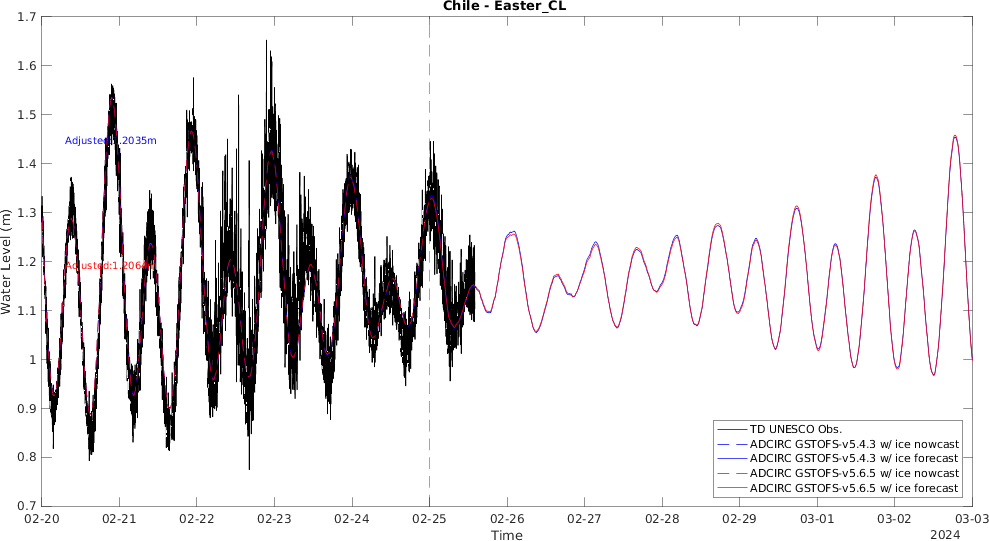 Chile - Easter_CL
1.7
1.6
1.5
1.4
1.3
1.2
1.1
1
0.9
0.8
0.7
Water Level (m)
Adjusted:1.2035m
Adjusted:1.2064m
TD UNESCO Obs.
ADCIRC GSTOFS-v5.4.3 w/ ice nowcast
ADCIRC GSTOFS-v5.4.3 w/ ice forecast
ADCIRC GSTOFS-v5.6.5 w/ ice nowcast
ADCIRC GSTOFS-v5.6.5 w/ ice forecast
02-20 02-21 02-22 02-23 02-24 02-25 02-26 02-27 02-28 02-29 03-01 03-02 03-03
Time
2024